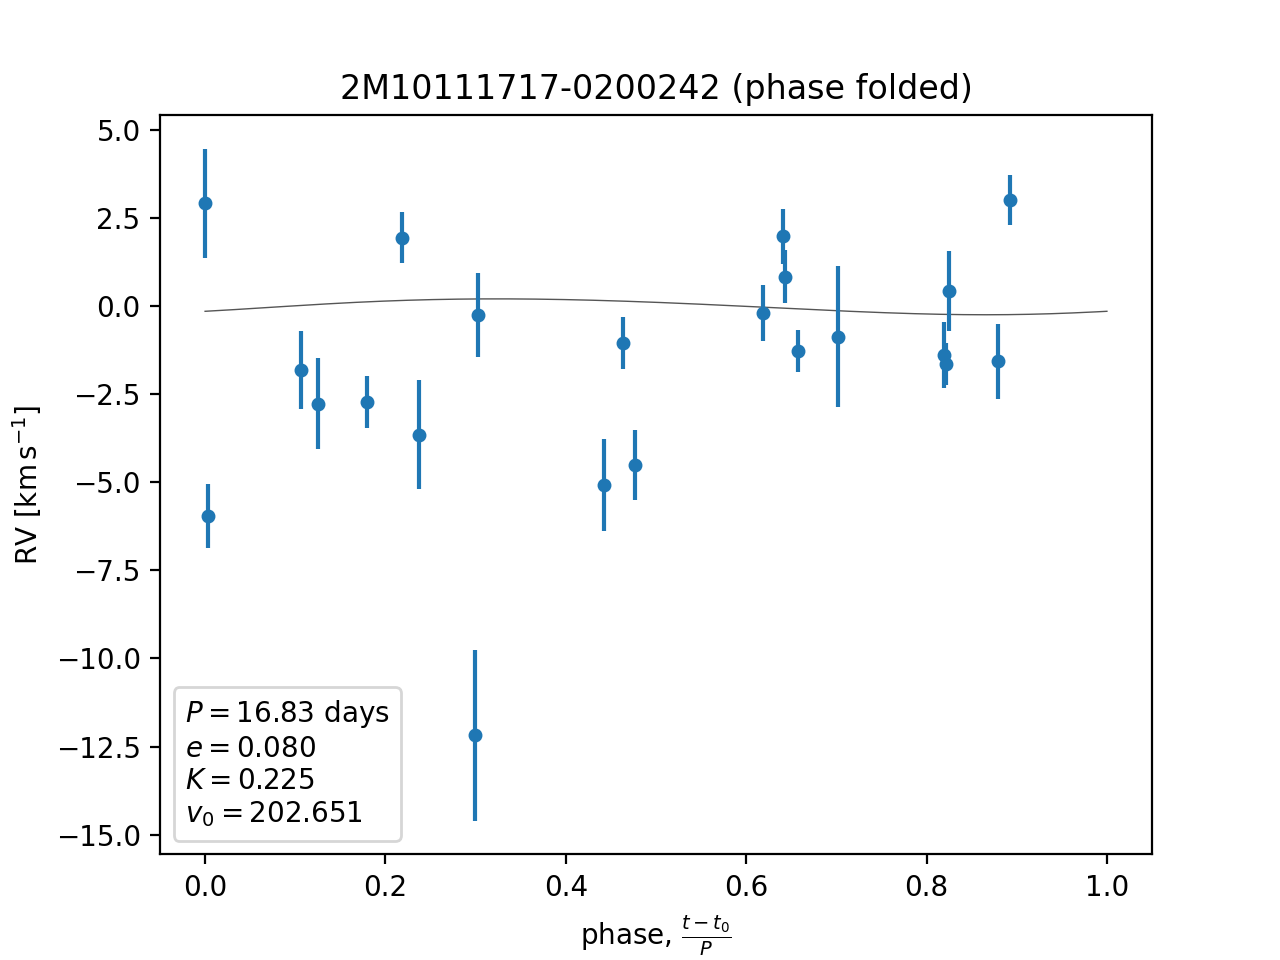 2M10111717-0200242 (phase folded)
5.0
2.5
0.0
−2.5
−5.0
−7.5
−10.0
−12.5
−15.0
RV [km s⁻¹]
P = 16.83 days
e = 0.080
K = 0.225
v₀ = 202.651
0.0 0.2 0.4 0.6 0.8 1.0
phase, (t − t₀)/P